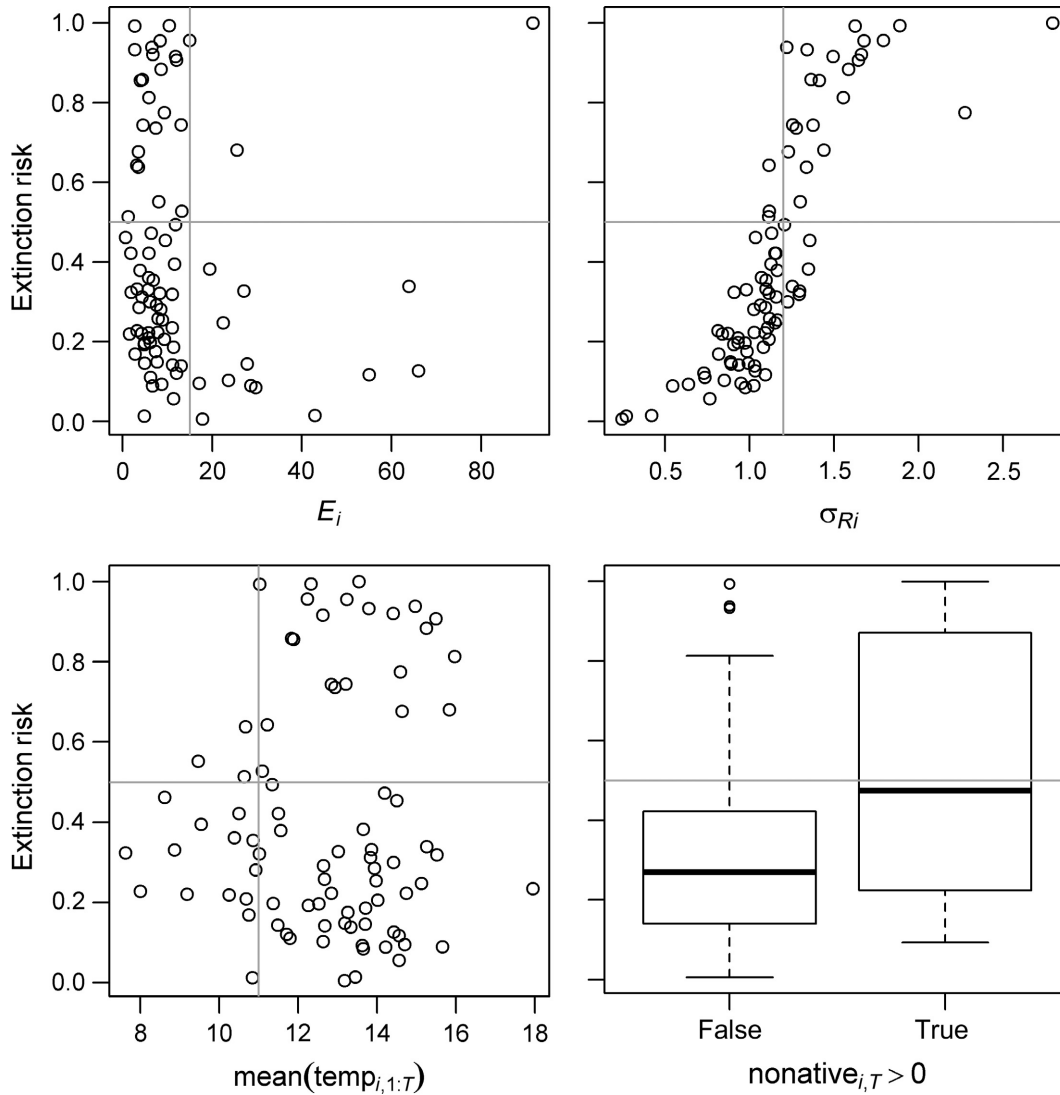 Extinction risk
1.0
0.8
0.6
0.4
0.2
0.0
0 20 40 60 80
E_i
0.5 1.0 1.5 2.0 2.5
σ_Ri
Extinction risk
1.0
0.8
0.6
0.4
0.2
0.0
8 10 12 14 16 18
mean(temp_i,1:T)
False True
nonative_i,T > 0